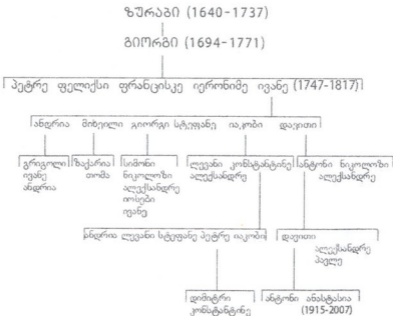 ზურაბი (1640-1737)
გიორგი (1694-1771)
პეტრე ფელიქსი ფრანცისკე იერონიმე ივანე (1747-1817)
ანდრია მიხეილი გიორგი სტეფანე იაკობი დავითი
გრიგოლი ზაქარია სიმონი ლევანი კონსტანტინე ანტონი ნიკოლოზი
ივანე თომა ნიკოლოზი ალექსანდრე ალექსანდრე
ანდრია ალექსანდრე
იოსები
ივანე
ანდრია ლევანი სტეფანე პეტრე იაკობი დავითი
ალექსანდრე
პავლე
დიმიტრი ანტონი ანასტასია
კონსტანტინე (1915-2007)